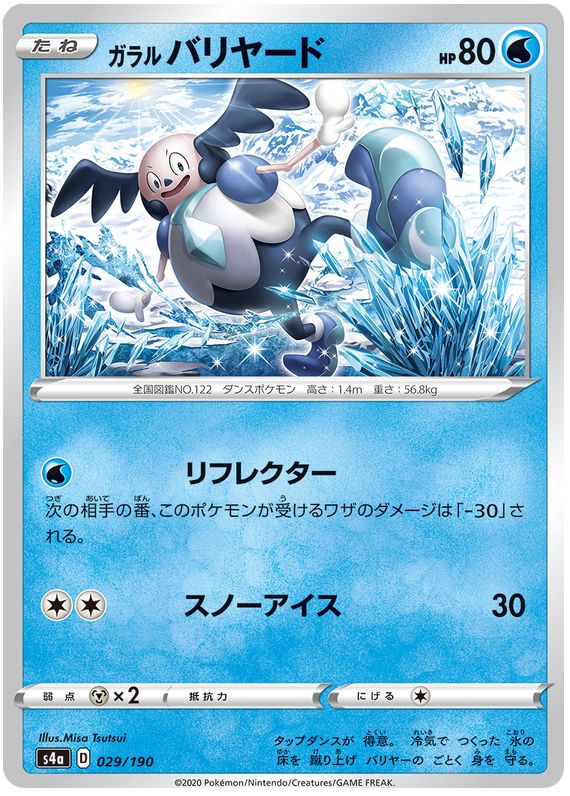 たね ガラル バリヤード HP 80
全国図鑑NO.122 ダンスポケモン 高さ:1.4m 重さ:56.8kg
リフレクター
次の相手の番、このポケモンが受けるワザのダメージは「-30」さ
れる。
スノーアイス 30
弱点 ×2 抵抗力 にげる
Illus.Misa Tsutsui
s4a D 029/190
タップダンスが 得意。 冷気で つくった 氷の
床を 蹴り上げ バリヤーの ごとく 身を 守る。
©2020 Pokémon/Nintendo/Creatures/GAME FREAK.